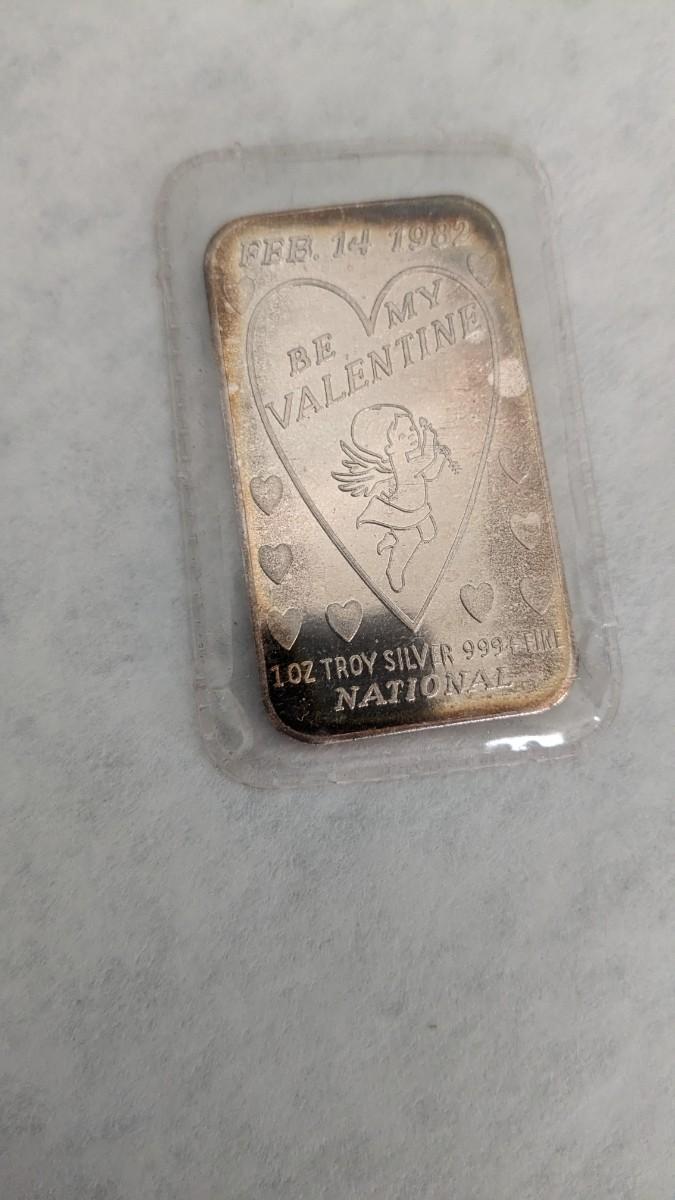 FEB. 14 1982
BE MY
VALENTINE
1 OZ TROY SILVER 999+ FINE
NATIONAL